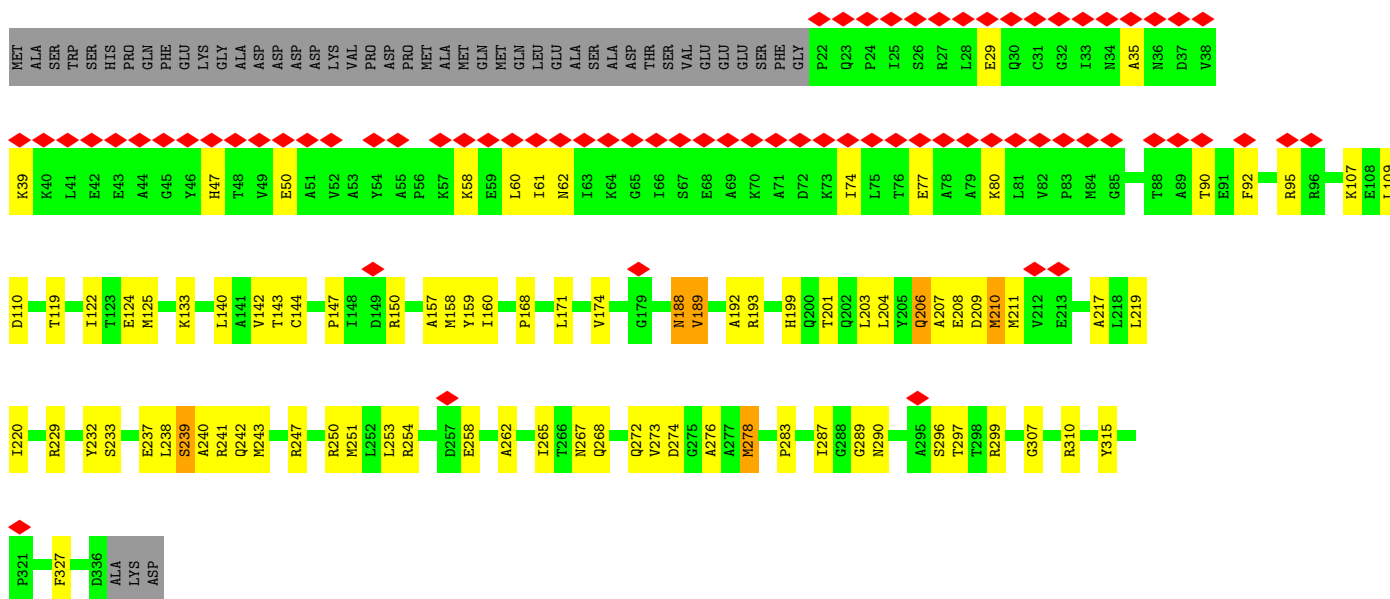 MET ALA SER TRP SER HIS PRO GLN PHE GLU LYS GLY ALA ASP ASP ASP ASP LYS VAL PRO ASP PRO MET ALA MET GLN MET GLN LEU GLU ALA SER ALA ASP THR SER VAL GLU GLU GLU SER PHE GLY P22 Q23 P24 I25 S26 R27 L28 E29 Q30 C31 G32 I33 N34 A35 N36 D37 V38
K39 K40 L41 E42 E43 A44 G45 Y46 H47 T48 V49 E50 A51 V52 A53 Y54 A55 P56 K57 K58 E59 L60 I61 N62 I63 K64 G65 I66 S67 E68 A69 K70 A71 D72 K73 I74 L75 T76 E77 A78 A79 K80 L81 V82 P83 M84 G85 T88 A89 T90 E91 F92 R95 R96 K107 E108 I109
D110 T119 I122 T123 E124 M125 K133 L140 A141 V142 T143 C144 P147 I148 D149 R150 A157 M158 Y159 I160 P168 L171 V174 G179 N188 V189 A192 R193 H199 Q200 T201 Q202 L203 L204 Y205 Q206 A207 E208 D209 M210 M211 V212 E213 A217 L218 L219
I220 R229 Y232 S233 E237 L238 S239 A240 R241 Q242 M243 R247 R250 M251 L252 L253 R254 D257 E258 A262 I265 T266 N267 Q268 Q272 V273 D274 G275 A276 A277 M278 P283 I287 G288 G289 N290 A295 S296 T297 T298 R299 G307 R310 Y315
P321 F327 D336 ALA LYS ASP